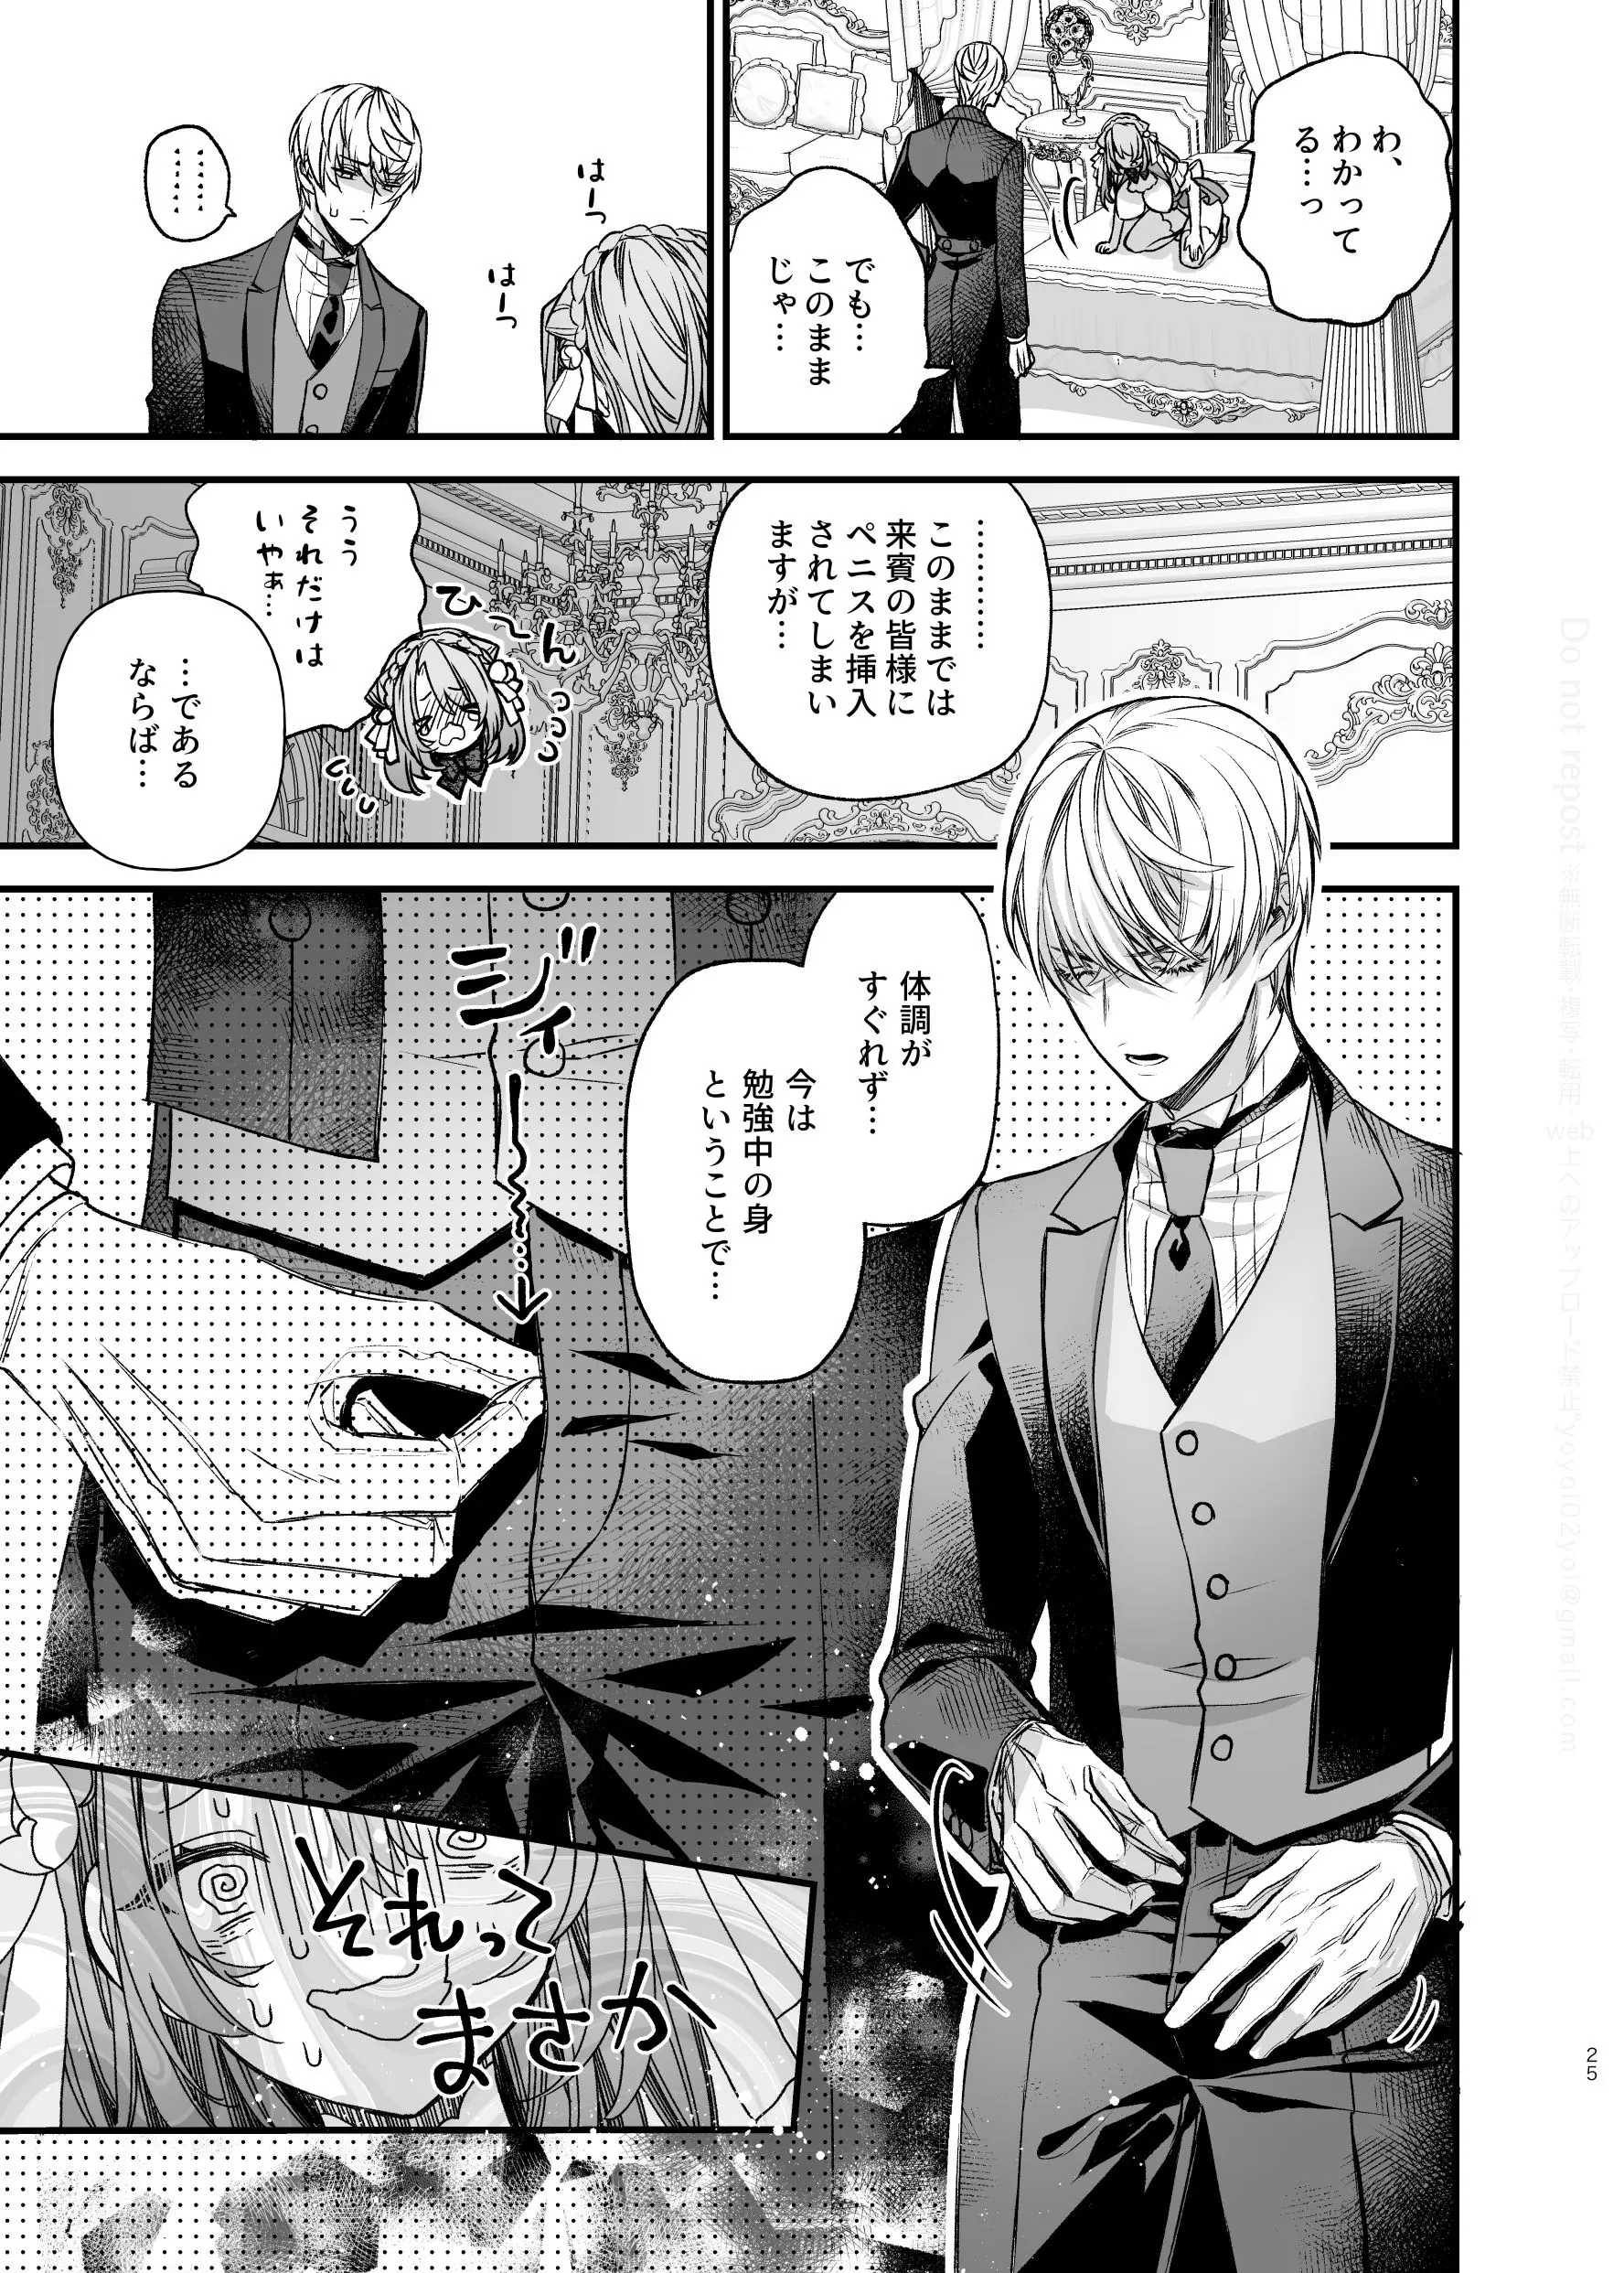 わ、
わかって
る…っ
でも…
このまま
じゃ…
はーっ
はーっ
………
…………
このままでは
来賓の皆様に
ペニスを挿入
されてしまい
ますが…
ひ〜んっっっ
うう
それだけは
いやぁ…
…である
ならば…
体調が
すぐれず…
今は
勉強中の身
ということで…
ジィー……
それって
まさか
25
Do not repost ※無断転載・複写・転用・web上へのアップロード禁止"yoyoi02yoi@gmail.com